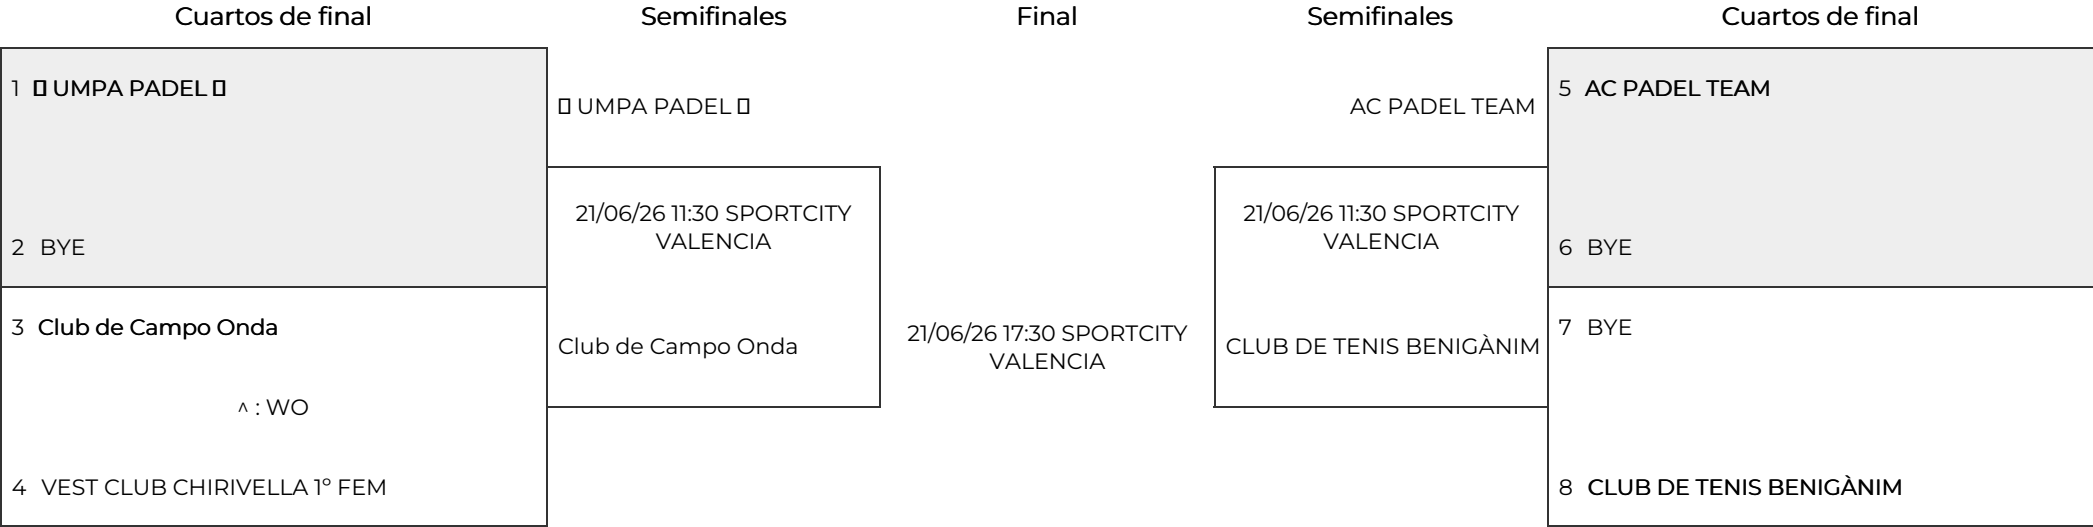 Cuartos de final Semifinales Final Semifinales Cuartos de final
1 UMPA PADEL
2 BYE
3 Club de Campo Onda
^ : WO
4 VEST CLUB CHIRIVELLA 1º FEM
UMPA PADEL
21/06/26 11:30 SPORTCITY
VALENCIA
Club de Campo Onda
21/06/26 17:30 SPORTCITY
VALENCIA
AC PADEL TEAM
21/06/26 11:30 SPORTCITY
VALENCIA
CLUB DE TENIS BENIGÀNIM
5 AC PADEL TEAM
6 BYE
7 BYE
8 CLUB DE TENIS BENIGÀNIM